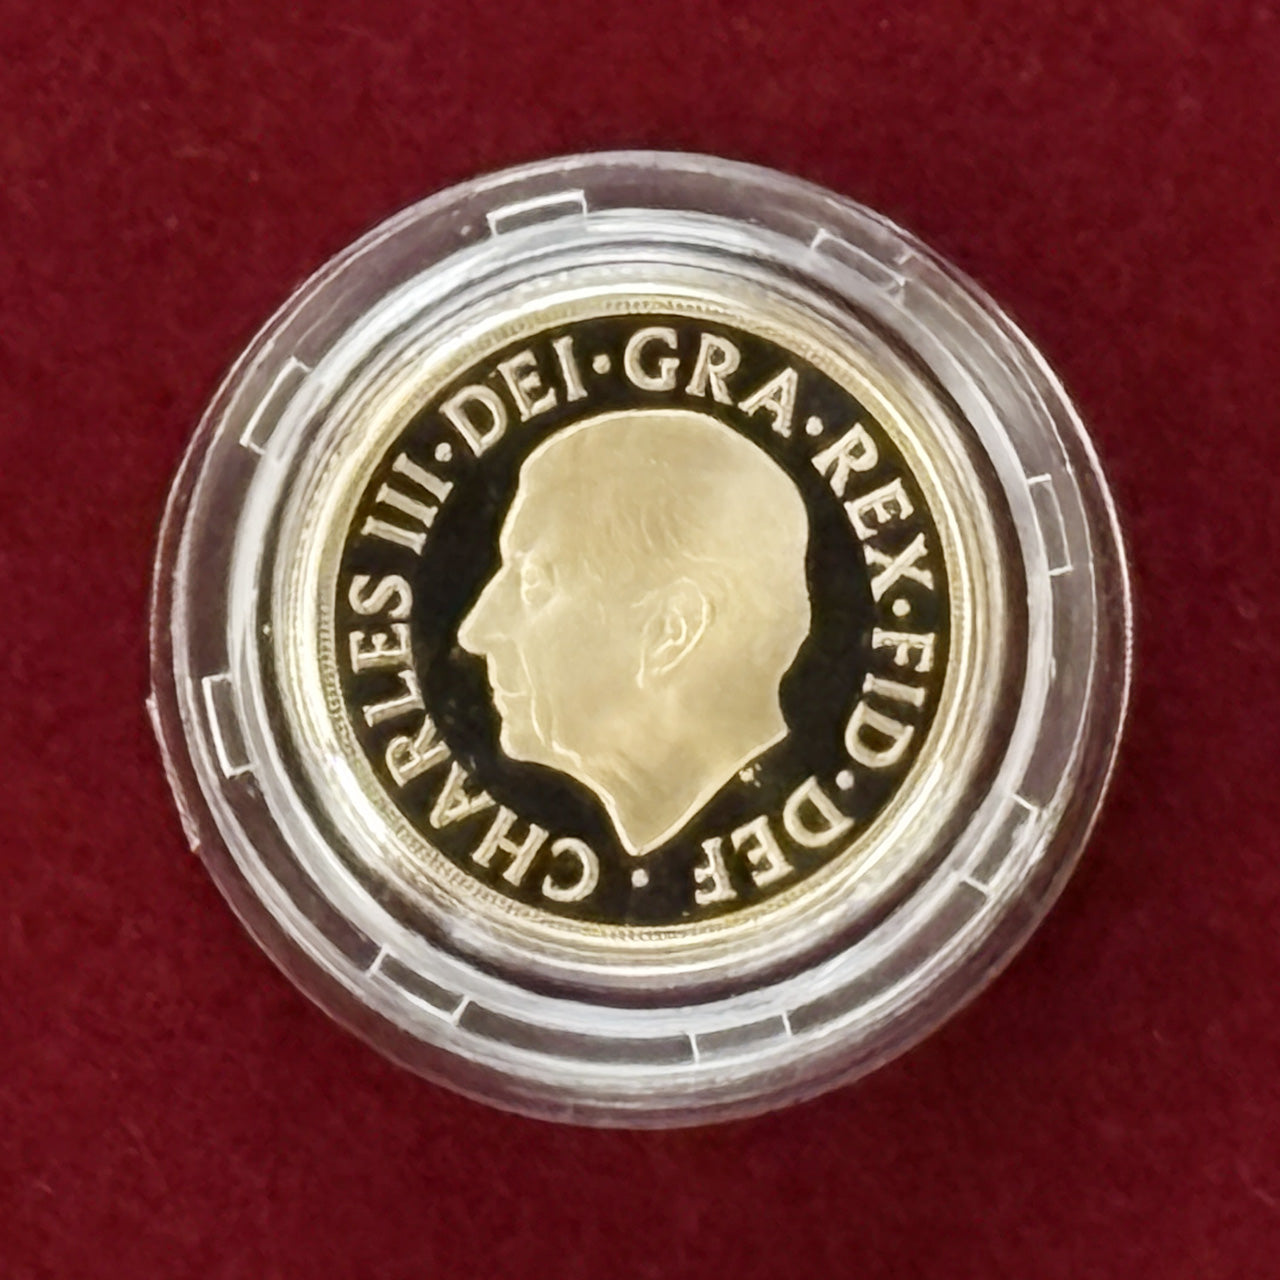 · CHARLES III · DEI · GRA · REX · FID · DEF